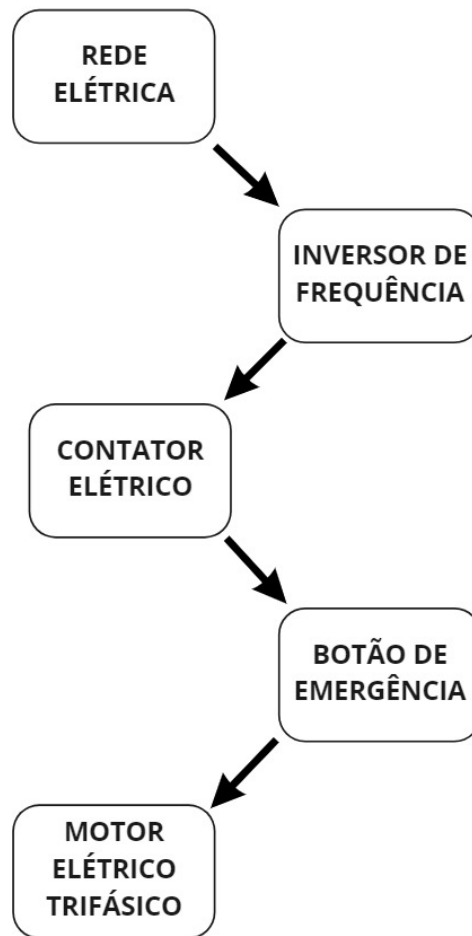 REDE
ELÉTRICA
INVERSOR DE
FREQUÊNCIA
CONTATOR
ELÉTRICO
BOTÃO DE
EMERGÊNCIA
MOTOR
ELÉTRICO
TRIFÁSICO